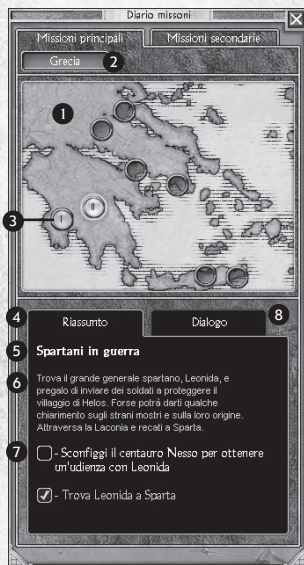 Diario missoni
Missioni principali
Missioni secondarie
Grecia
2
1
I
II
3
4
Riassunto
Dialogo
8
5
Spartani in guerra
6
Trova il grande generale spartano, Leonida, e
pregalo di inviare dei soldati a proteggere il
villaggio di Helos. Forse potrà darti qualche
chiarimento sugli strani mostri e sulla loro origine.
Attraversa la Laconia e recati a Sparta.
7
- Sconfiggi il centauro Nesso per ottenere
un'udienza con Leonida
- Trova Leonida a Sparta